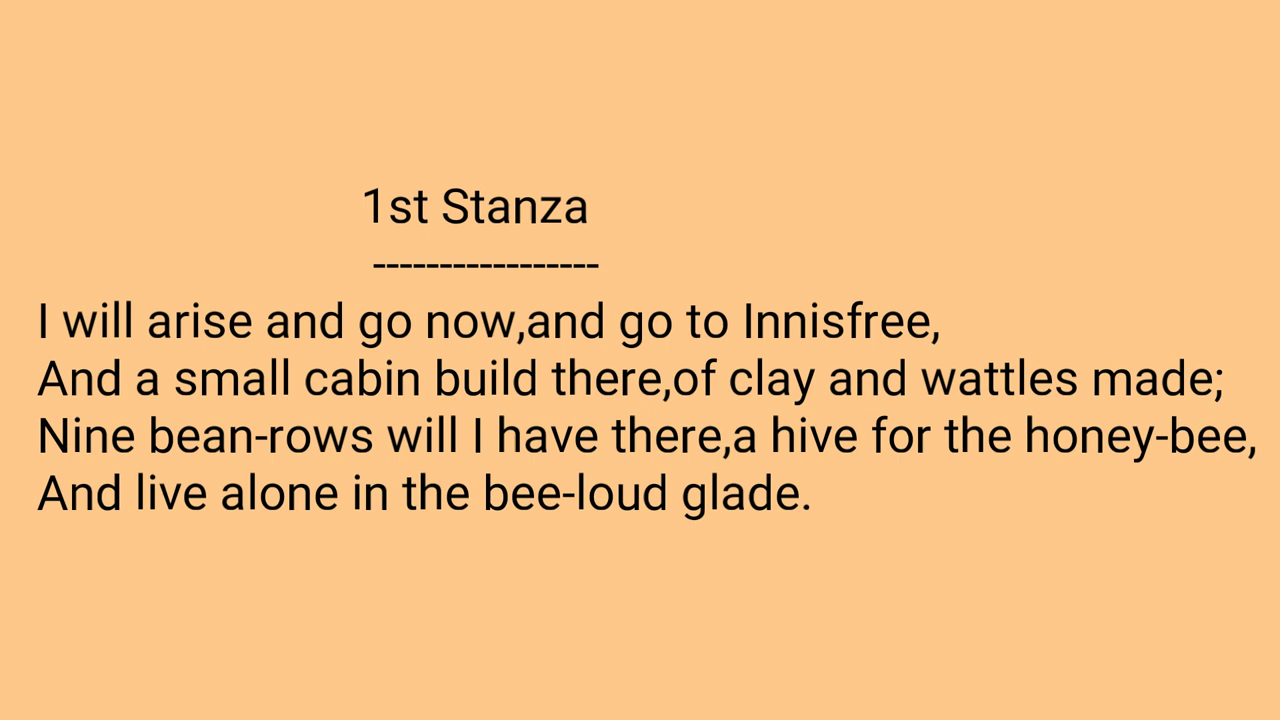 1st Stanza
-----------------
I will arise and go now,and go to Innisfree,
And a small cabin build there,of clay and wattles made;
Nine bean-rows will I have there,a hive for the honey-bee,
And live alone in the bee-loud glade.